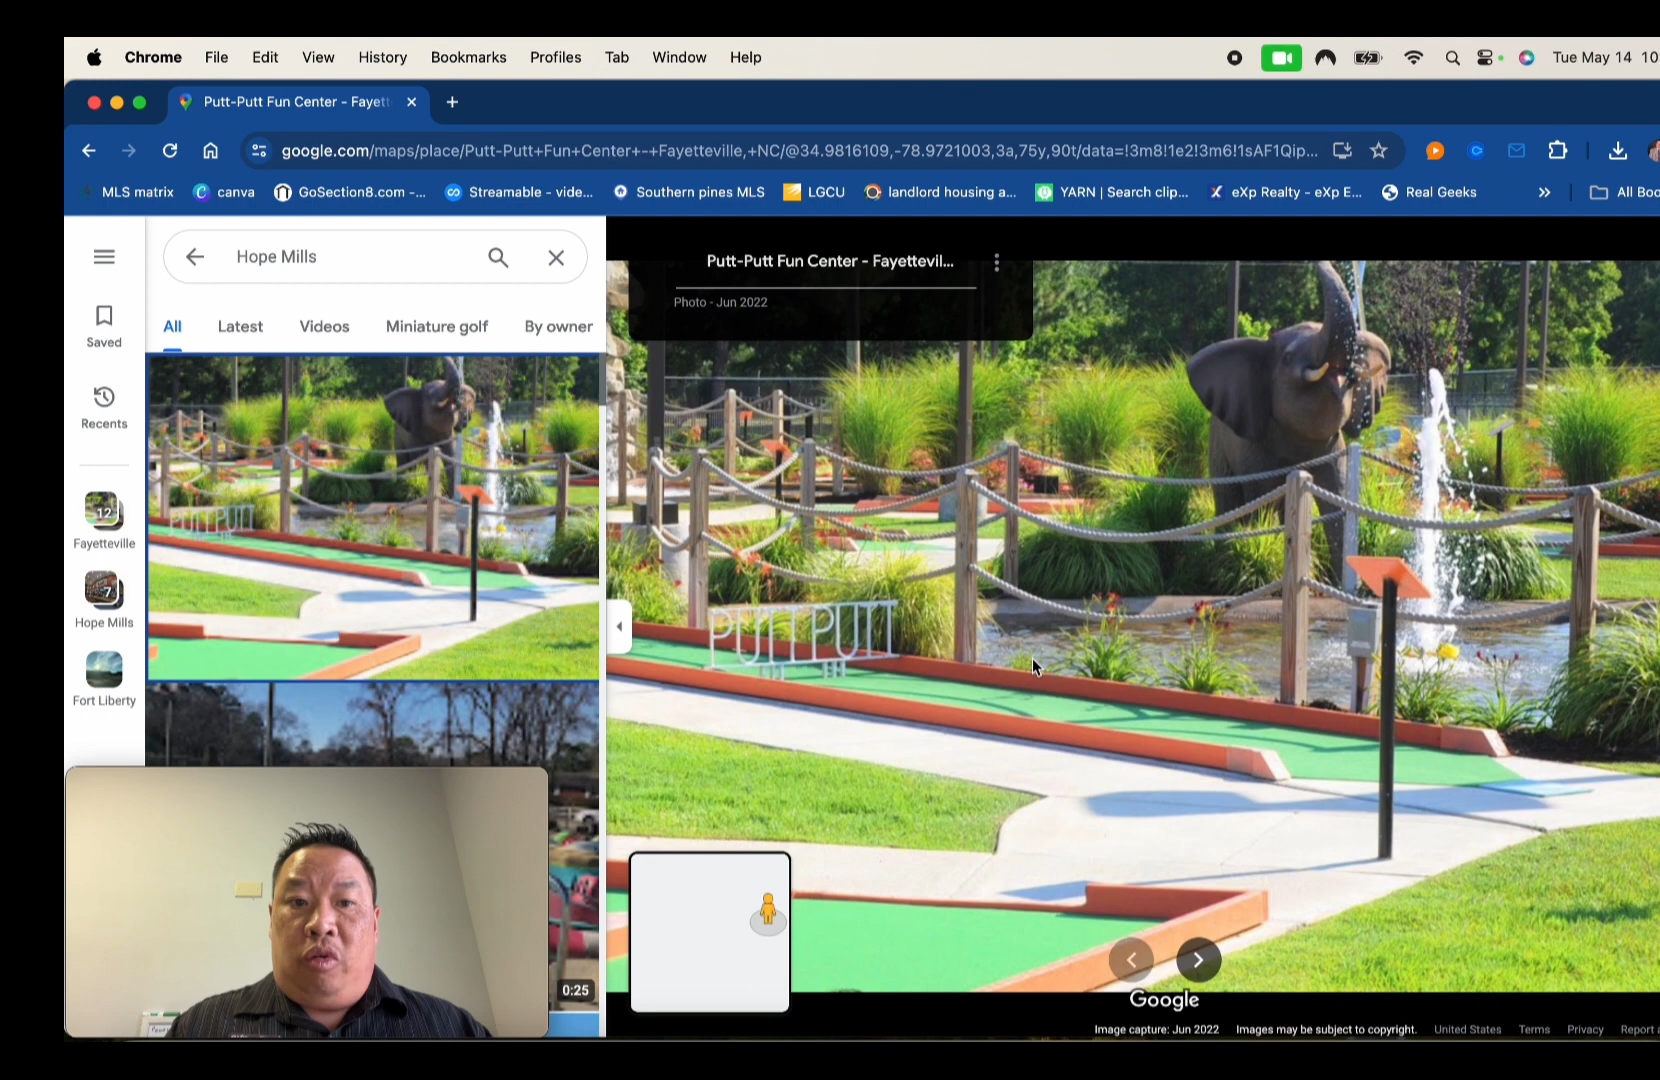 Chrome File Edit View History Bookmarks Profiles Tab Window Help Tue May 14 10
Putt-Putt Fun Center - Fayett
google.com/maps/place/Putt-Putt+Fun+Center+-+Fayetteville,+NC/@34.9816109,-78.9721003,3a,75y,90t/data=!3m8!1e2!3m6!1sAF1Qip...
MLS matrix canva GoSection8.com -... Streamable - vide... Southern pines MLS LGCU landlord housing a... YARN | Search clip... eXp Realty - eXp E... Real Geeks All Boo
Hope Mills
All Latest Videos Miniature golf By owner
Saved
Recents
12
Fayetteville
7
Hope Mills
Fort Liberty
0:25
Putt-Putt Fun Center - Fayettevil...
Photo - Jun 2022
PUTT PUTT
Google
Image capture: Jun 2022 Images may be subject to copyright. United States Terms Privacy Report a